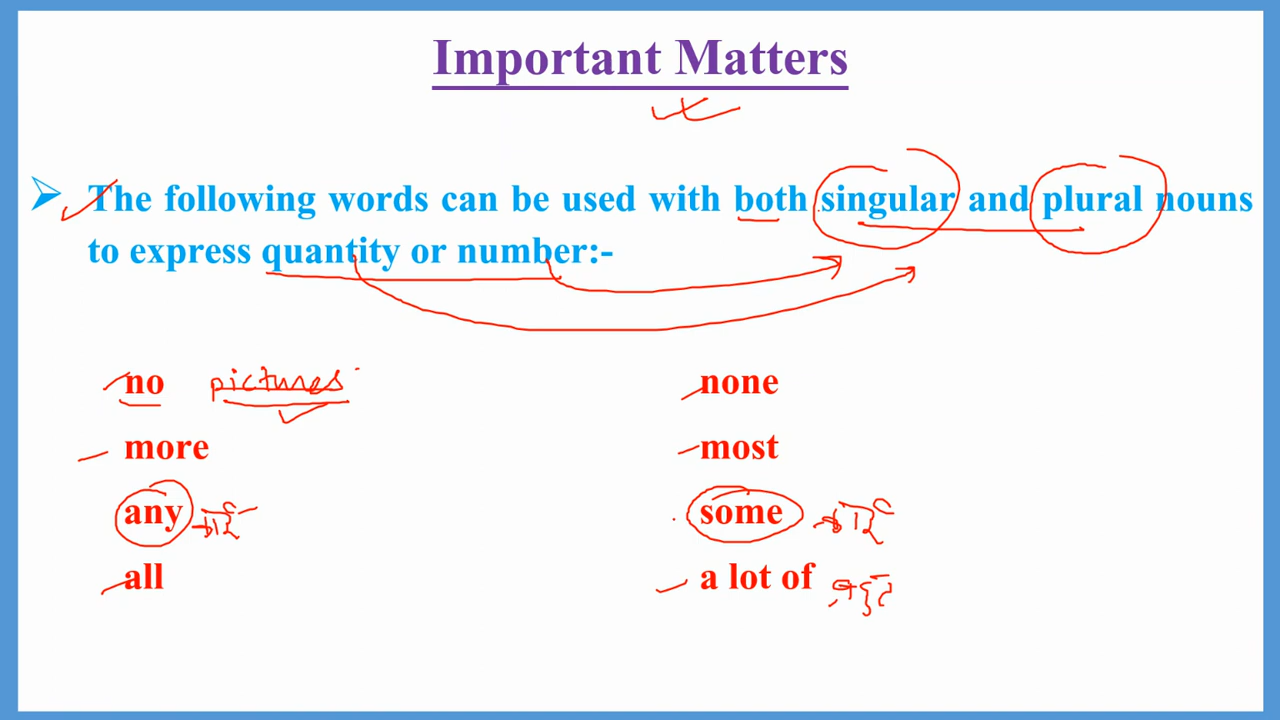 Important Matters
The following words can be used with both singular and plural nouns
to express quantity or number:-
no pictures none
more most
any some
all a lot of